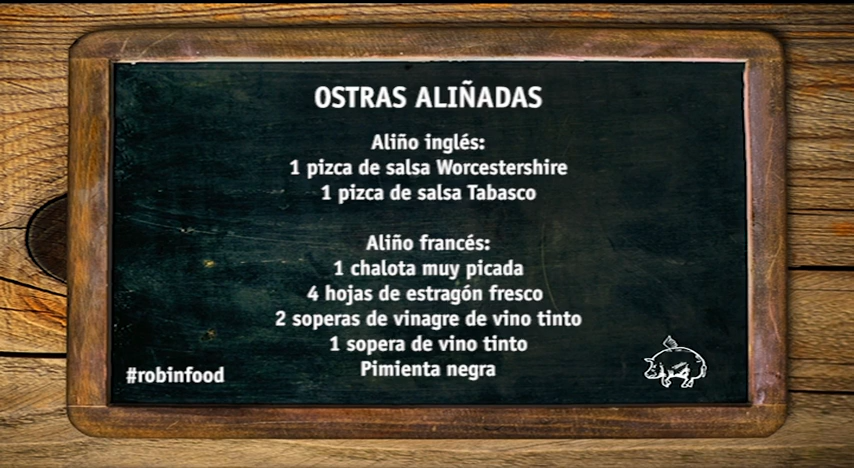 OSTRAS ALIÑADAS
Aliño inglés:
1 pizca de salsa Worcestershire
1 pizca de salsa Tabasco
Aliño francés:
1 chalota muy picada
4 hojas de estragón fresco
2 soperas de vinagre de vino tinto
1 sopera de vino tinto
Pimienta negra
#robinfood